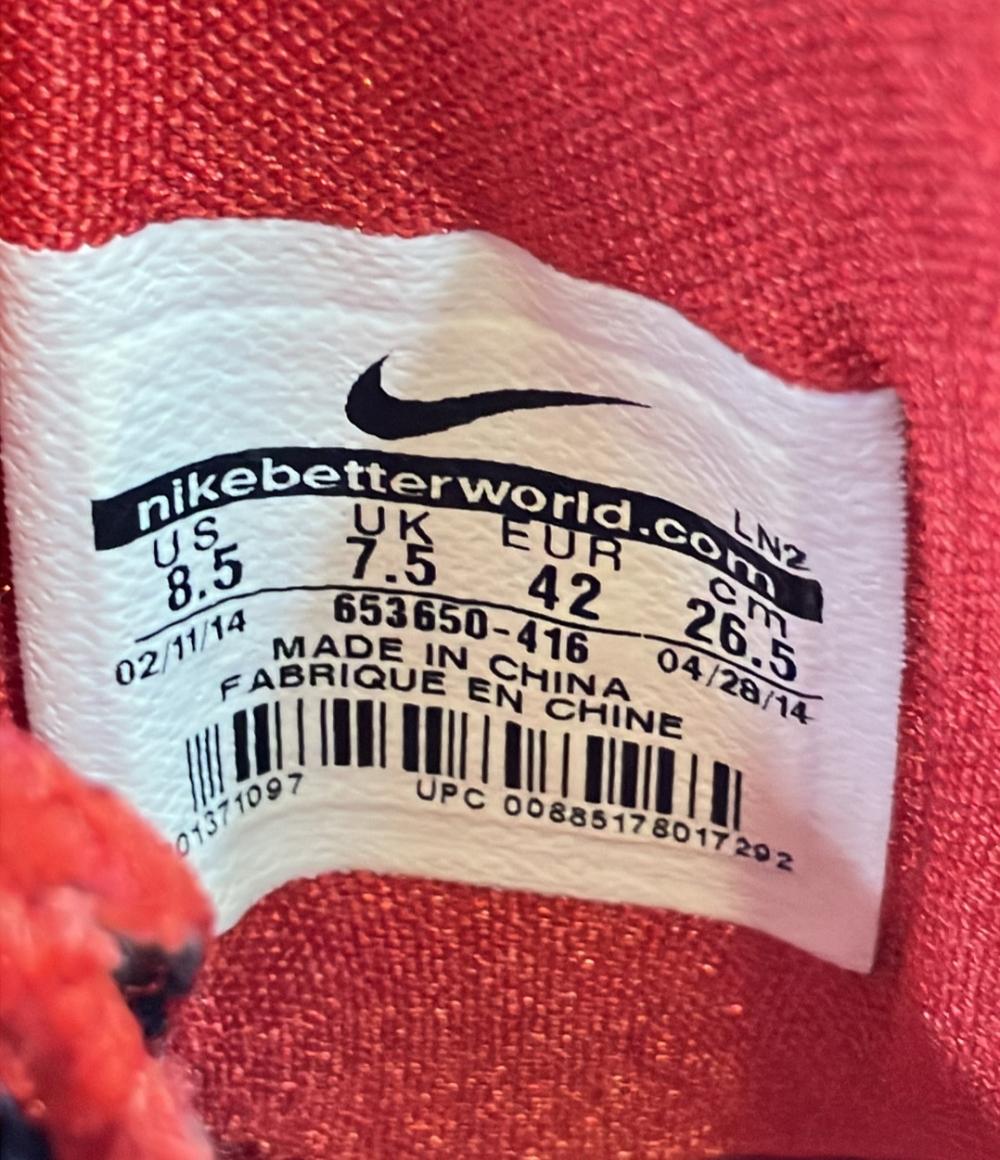 nikebetterworld.com
LN2
US UK EUR cm
8.5 7.5 42 26.5
653650-416
02/11/14 04/28/14
MADE IN CHINA
FABRIQUE EN CHINE
01371097 UPC 00885178017292